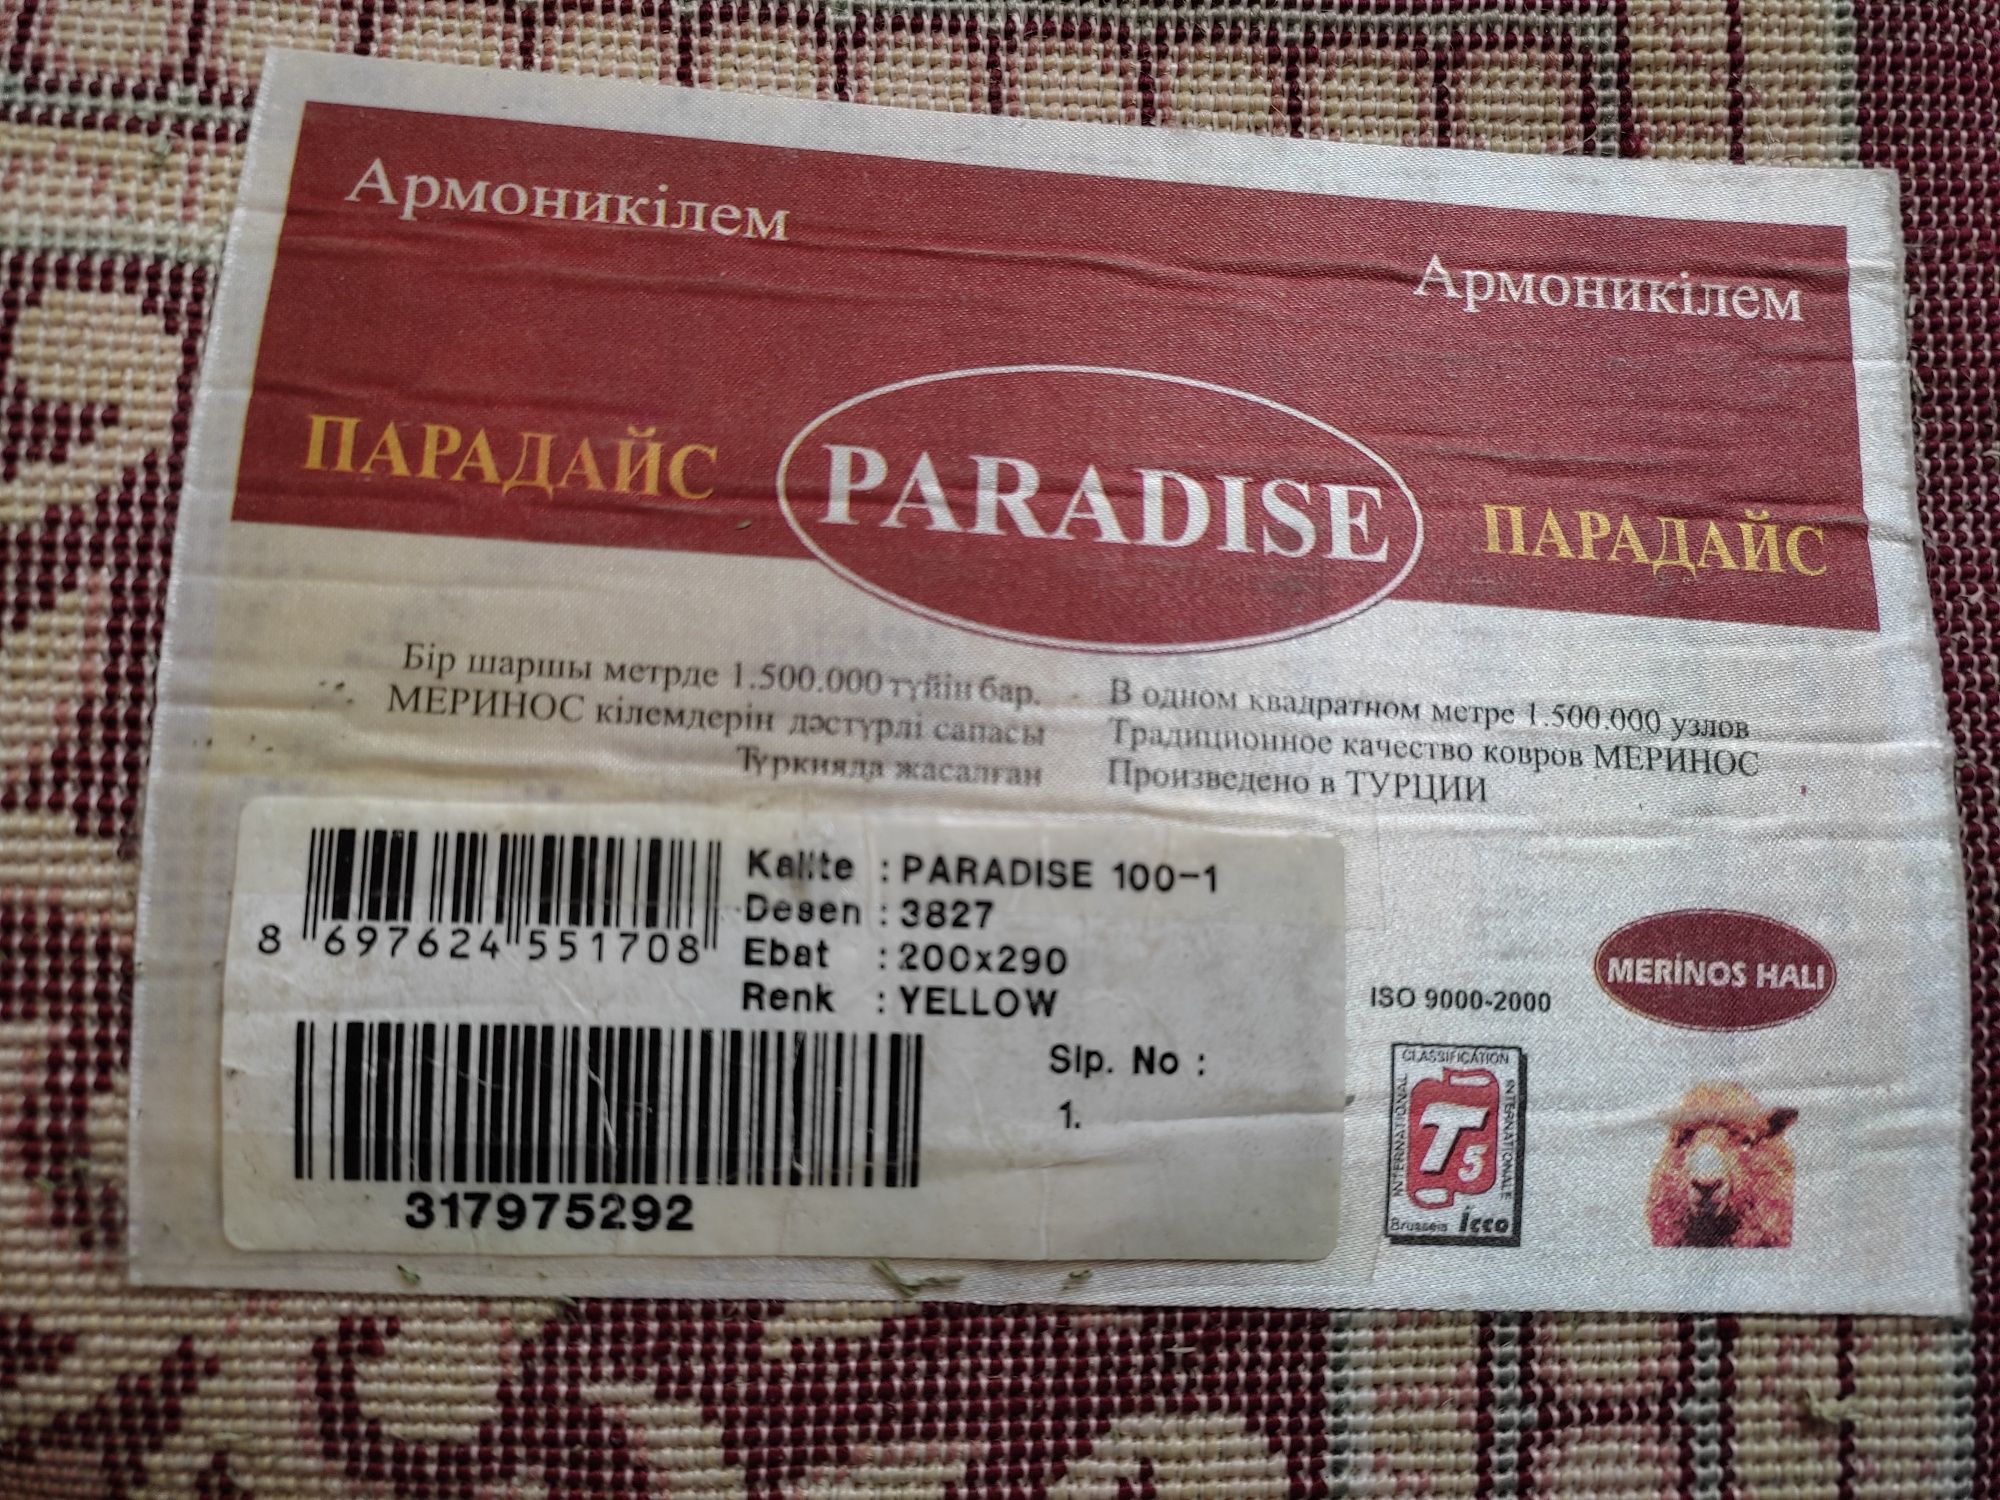 Армоникілем
Армоникілем
ПАРАДАЙС PARADISE ПАРАДАЙС
Бір шаршы метрде 1.500.000 түйін бар.
МЕРИНОС кілемдерін дәстүрлі сапасы
Түркияда жасалған
В одном квадратном метре 1.500.000 узлов
Традиционное качество ковров МЕРИНОС
Произведено в ТУРЦИИ
8 697624 551708
Kalite : PARADISE 100-1
Desen : 3827
Ebat : 200x290
Renk : YELLOW
Sip. No :
1.
317975292
ISO 9000-2000
MERİNOS HALI
CLASSIFICATION
INTERNATIONAL
INTERNATIONALE
T5
Brussels icco